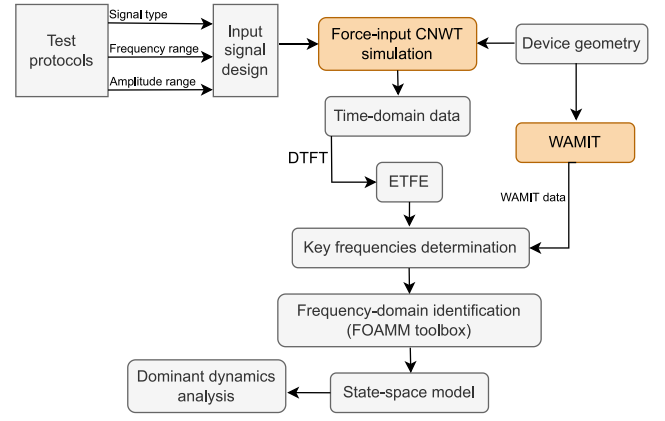 Test
protocols
Signal type
Frequency range
Amplitude range
Input
signal
design
Force-input CNWT
simulation
Device geometry
Time-domain data
WAMIT
DTFT
ETFE
WAMIT data
Key frequencies determination
Frequency-domain identification
(FOAMM toolbox)
Dominant dynamics
analysis
State-space model